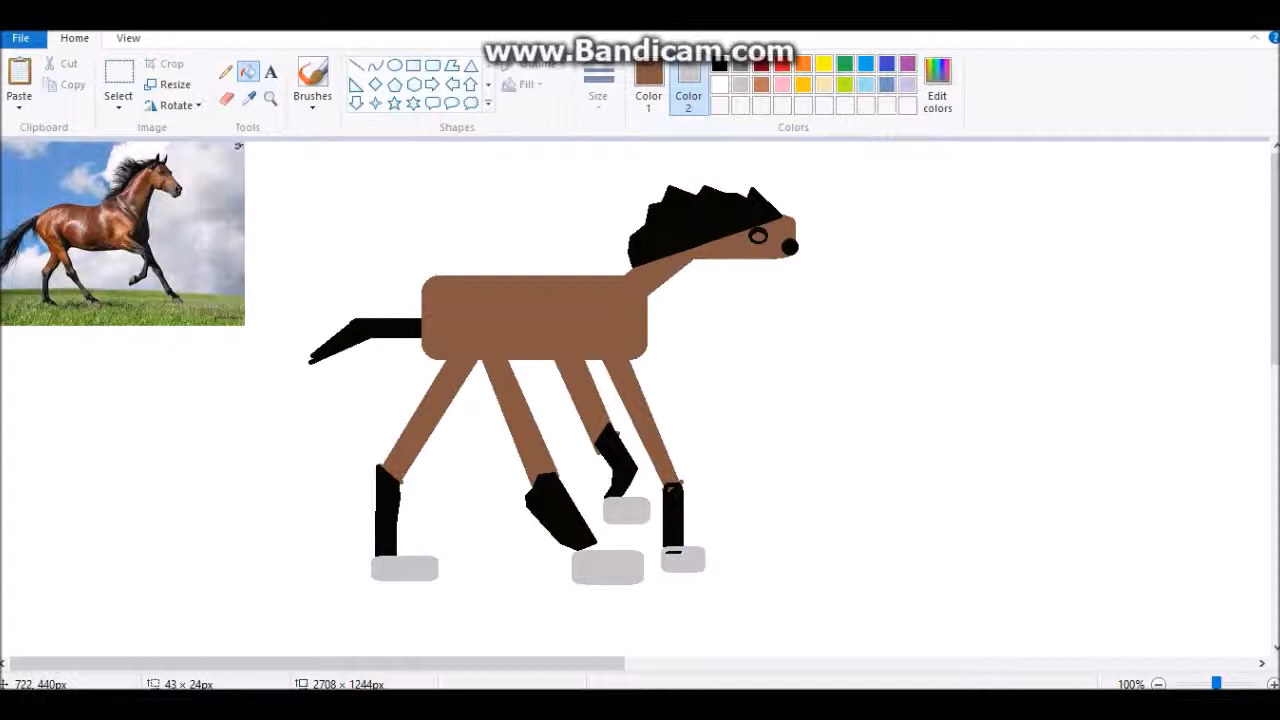 www.Bandicam.com
File Home View
Cut
Copy
Paste
Clipboard
Crop
Resize
Rotate
Select
Image
Tools
Brushes
Shapes
Outline
Fill
Size
Color 1
Color 2
Edit colors
Colors
722, 440px
43 × 24px
2708 × 1244px
100%